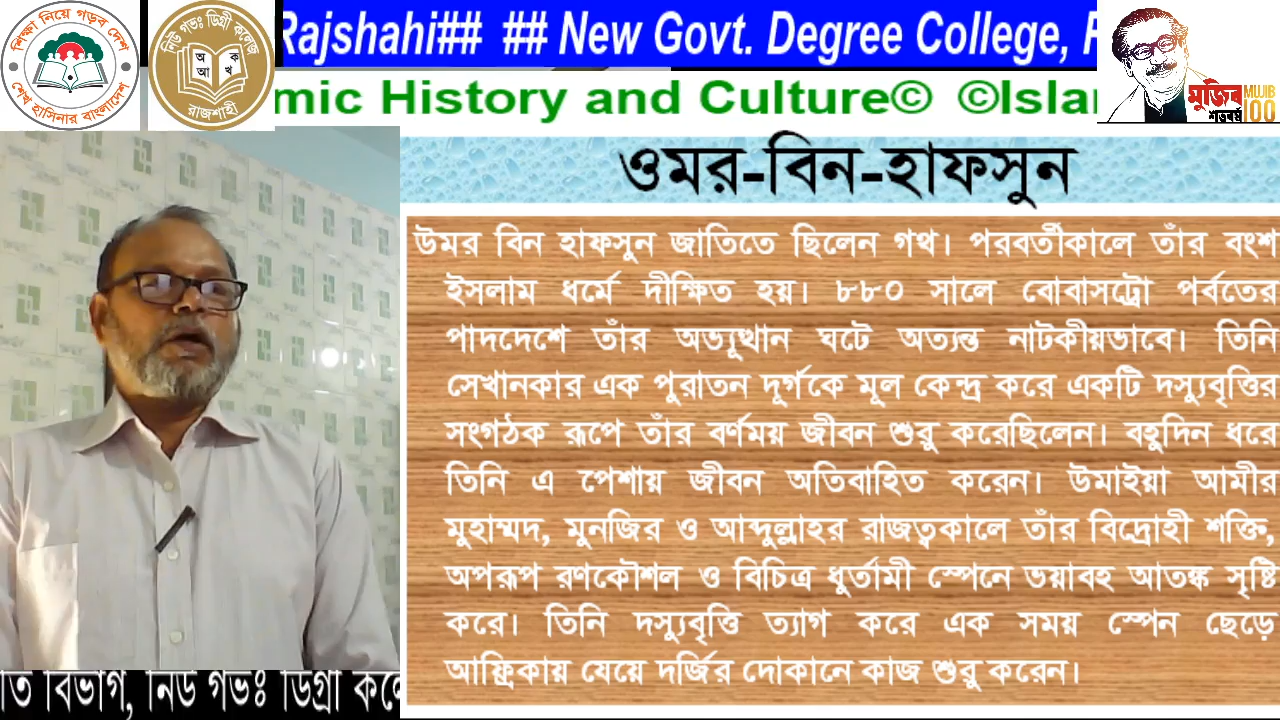 শিক্ষা নিয়ে গড়ব দেশ
শেখ হাসিনার বাংলাদেশ
নিউ গভঃ ডিগ্রী কলেজ
অ ক
আ খ
রাজশাহী
Rajshahi## ## New Govt. Degree College,
mic History and Culture© ©Isla
মুজিব MUJIB
শতবর্ষ 100
ওমর-বিন-হাফসুন
উমর বিন হাফসুন জাতিতে ছিলেন গথ। পরবর্তীকালে তাঁর বংশ
ইসলাম ধর্মে দীক্ষিত হয়। ৮৮০ সালে বোবাসট্রো পর্বতের
পাদদেশে তাঁর অভ্যূত্থান ঘটে অত্যন্ত নাটকীয়ভাবে। তিনি
সেখানকার এক পুরাতন দূর্গকে মূল কেন্দ্র করে একটি দস্যুবৃত্তির
সংগঠক রূপে তাঁর বর্ণময় জীবন শুরু করেছিলেন। বহুদিন ধরে
তিনি এ পেশায় জীবন অতিবাহিত করেন। উমাইয়া আমীর
মুহাম্মদ, মুনজির ও আব্দুল্লাহর রাজত্বকালে তাঁর বিদ্রোহী শক্তি,
অপরূপ রণকৌশল ও বিচিত্র ধুর্তামী স্পেনে ভয়াবহ আতঙ্ক সৃষ্টি
করে। তিনি দস্যুবৃত্তি ত্যাগ করে এক সময় স্পেন ছেড়ে
আফ্রিকায় যেয়ে দর্জির দোকানে কাজ শুরু করেন।
তি বিভাগ, নিউ গভঃ ডিগ্রী কলে